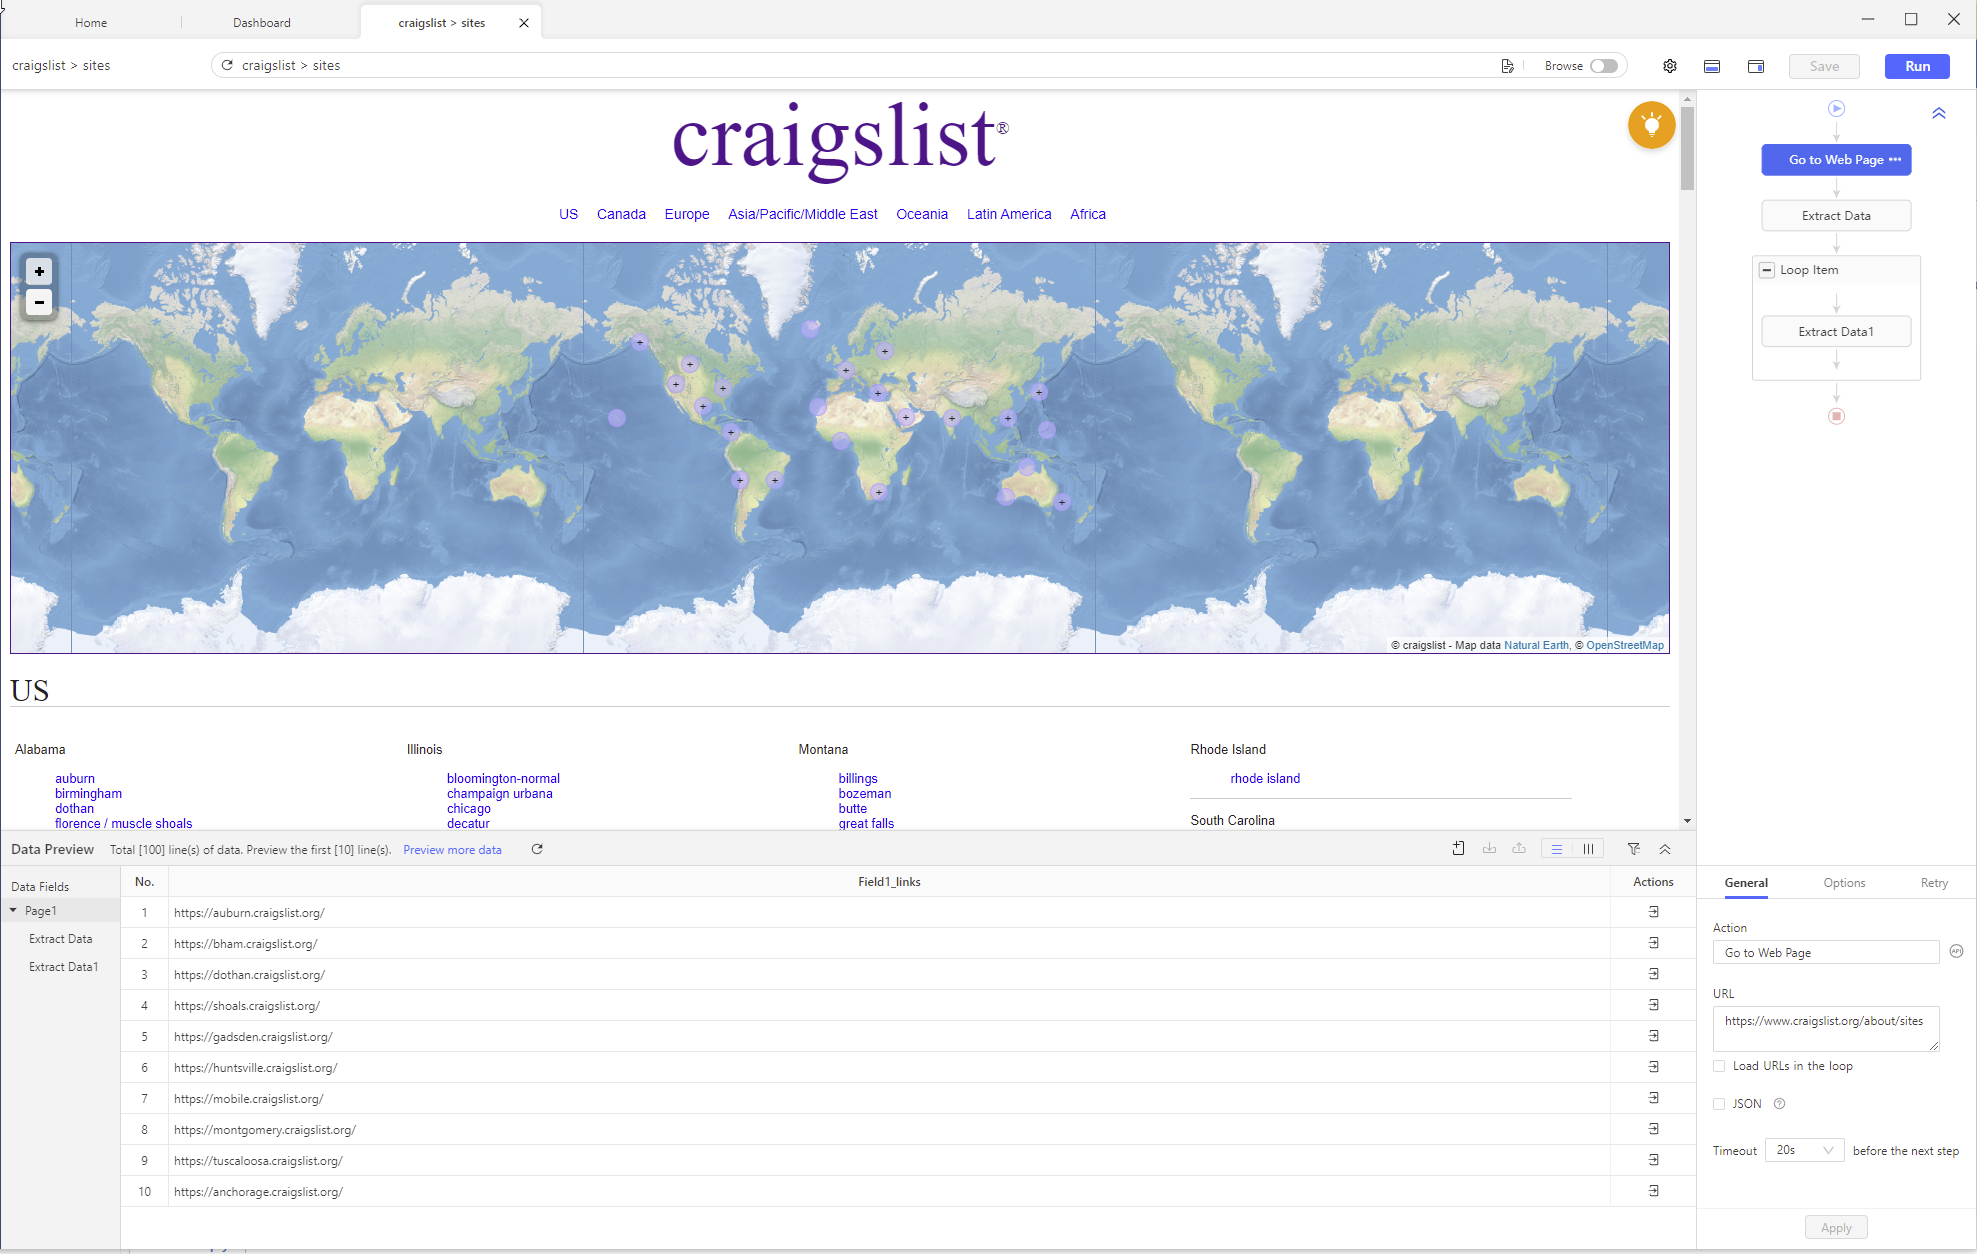 Home
Dashboard
craigslist > sites
craigslist > sites
craigslist > sites
Browse
Save
Run
craigslist®
US Canada Europe Asia/Pacific/Middle East Oceania Latin America Africa
+
−
© craigslist - Map data Natural Earth, © OpenStreetMap
US
Alabama
auburn
birmingham
dothan
florence / muscle shoals
Illinois
bloomington-normal
champaign urbana
chicago
decatur
Montana
billings
bozeman
butte
great falls
Rhode Island
rhode island
South Carolina
Go to Web Page •••
Extract Data
Loop Item
Extract Data1
Data Preview Total [100] line(s) of data. Preview the first [10] line(s). Preview more data
Data Fields
Page1
Extract Data
Extract Data1
No. Field1_links Actions
1 https://auburn.craigslist.org/
2 https://bham.craigslist.org/
3 https://dothan.craigslist.org/
4 https://shoals.craigslist.org/
5 https://gadsden.craigslist.org/
6 https://huntsville.craigslist.org/
7 https://mobile.craigslist.org/
8 https://montgomery.craigslist.org/
9 https://tuscaloosa.craigslist.org/
10 https://anchorage.craigslist.org/
General Options Retry
Action
Go to Web Page
API
URL
https://www.craigslist.org/about/sites
Load URLs in the loop
JSON ?
Timeout 20s before the next step
Apply